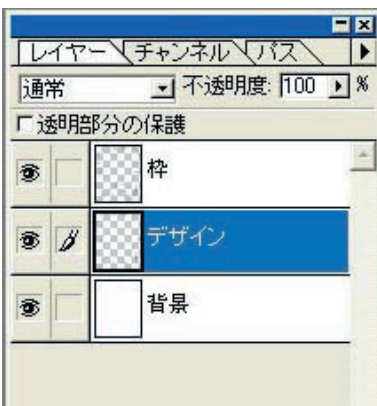 レイヤー チャンネル パス
通常 不透明度: 100 %
透明部分の保護
枠
デザイン
背景